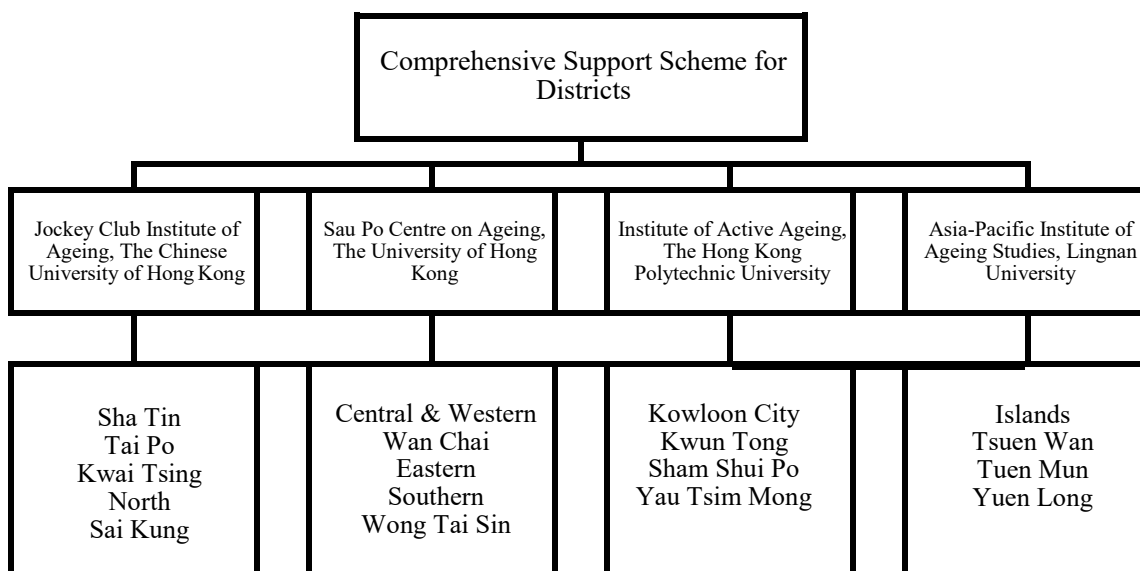 Comprehensive Support Scheme for
Districts
Jockey Club Institute of
Ageing, The Chinese
University of Hong Kong
Sau Po Centre on Ageing,
The University of Hong
Kong
Institute of Active Ageing,
The Hong Kong
Polytechnic University
Asia-Pacific Institute of
Ageing Studies, Lingnan
University
Sha Tin
Tai Po
Kwai Tsing
North
Sai Kung
Central & Western
Wan Chai
Eastern
Southern
Wong Tai Sin
Kowloon City
Kwun Tong
Sham Shui Po
Yau Tsim Mong
Islands
Tsuen Wan
Tuen Mun
Yuen Long